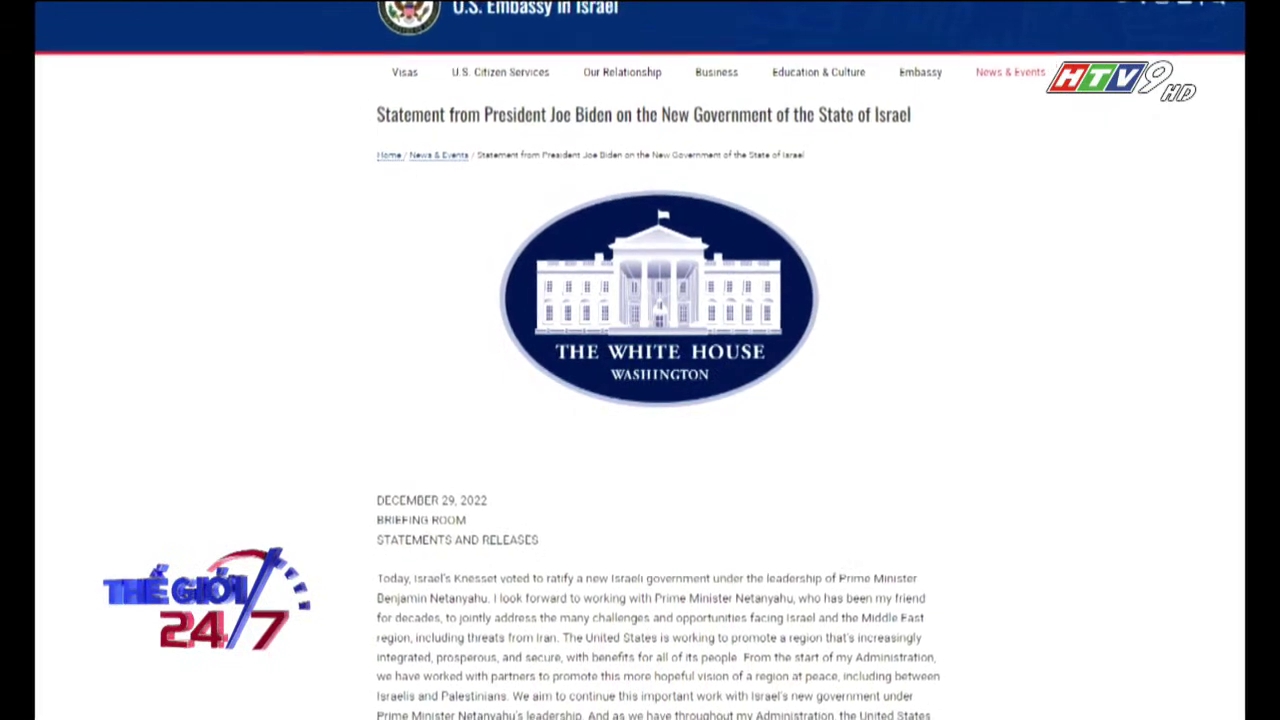 U.S. Embassy in Israel
Visas U.S. Citizen Services Our Relationship Business Education & Culture Embassy News & Events
HTV9 HD
Statement from President Joe Biden on the New Government of the State of Israel
Home / News & Events / Statement from President Joe Biden on the New Government of the State of Israel
THE WHITE HOUSE
WASHINGTON
DECEMBER 29, 2022
BRIEFING ROOM
STATEMENTS AND RELEASES
Today, Israel's Knesset voted to ratify a new Israeli government under the leadership of Prime Minister
Benjamin Netanyahu. I look forward to working with Prime Minister Netanyahu, who has been my friend
for decades, to jointly address the many challenges and opportunities facing Israel and the Middle East
region, including threats from Iran. The United States is working to promote a region that's increasingly
integrated, prosperous, and secure, with benefits for all of its people. From the start of my Administration,
we have worked with partners to promote this more hopeful vision of a region at peace, including between
Israelis and Palestinians. We aim to continue this important work with Israel's new government under
Prime Minister Netanyahu's leadership. And as we have throughout my Administration, the United States
THẾ GIỚI
24/7